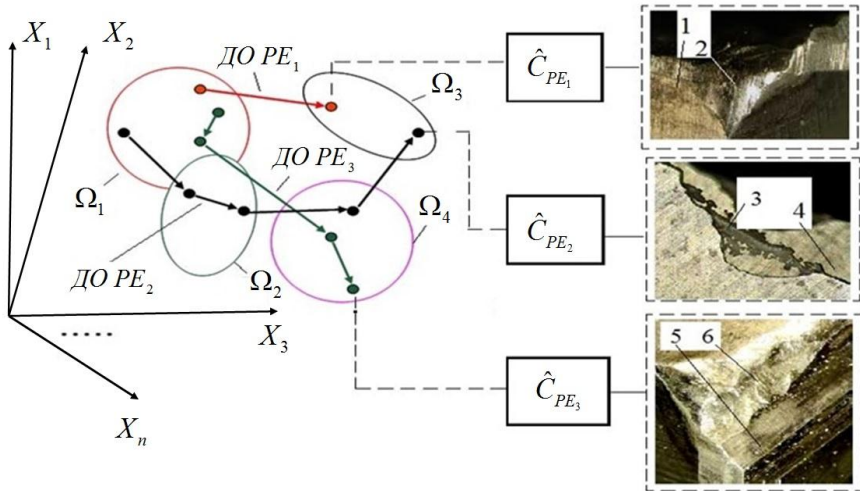 X₁
X₂
ДО PE₁
Ω₃
Ĉ_PE₁
1
2
Ω₁
ДО PE₃
Ω₄
ДО PE₂
Ω₂
Ĉ_PE₂
3
4
X₃
.....
Xₙ
Ĉ_PE₃
5
6